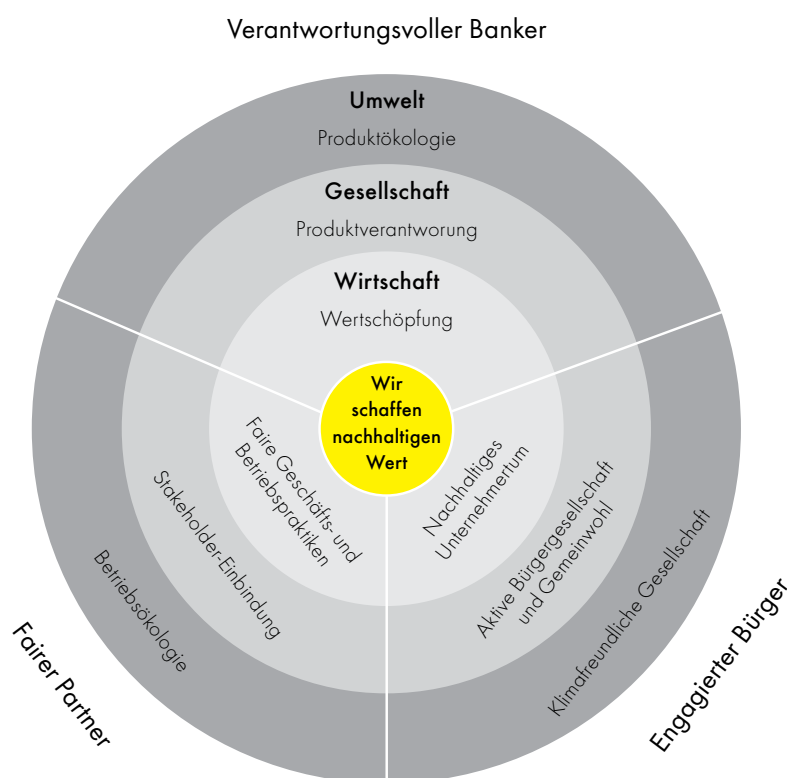 Verantwortungsvoller Banker
Umwelt
Produktökologie
Gesellschaft
Produktverantworung
Wirtschaft
Wertschöpfung
Wir
schaffen
nachhaltigen
Wert
Faire Geschäfts- und
Betriebspraktiken
Stakeholder-Einbindung
Betriebsökologie
Fairer Partner
Nachhaltiges
Unternehmertum
Aktive Bürgergesellschaft
und Gemeinwohl
Klimafreundliche Gesellschaft
Engagierter Bürger